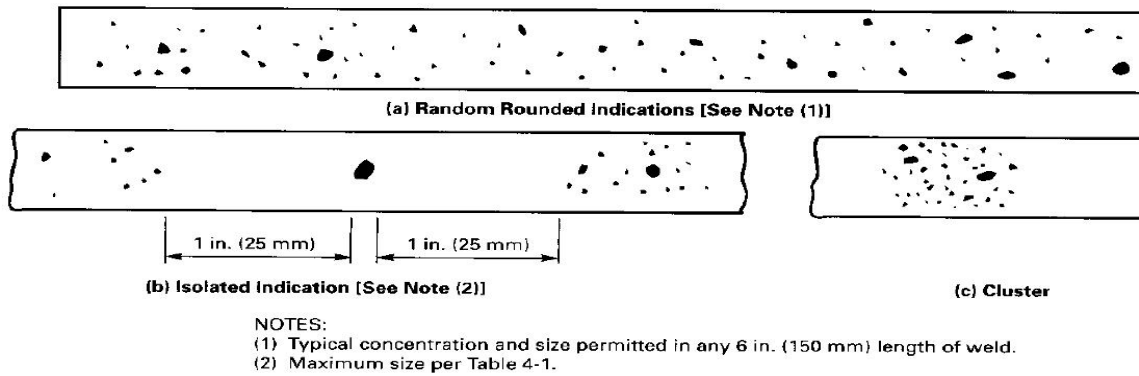 (a) Random Rounded Indications [See Note (1)]
1 in. (25 mm) 1 in. (25 mm)
(b) Isolated Indication [See Note (2)]
(c) Cluster
NOTES:
(1) Typical concentration and size permitted in any 6 in. (150 mm) length of weld.
(2) Maximum size per Table 4-1.